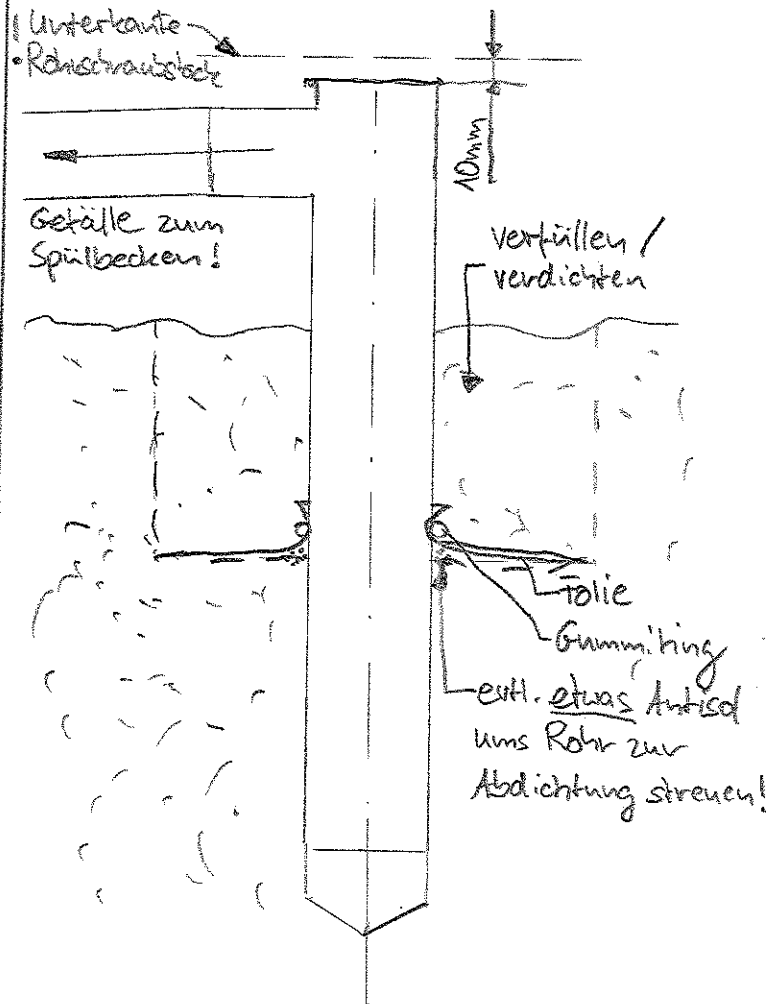 ! Unterkante
Rohrschraubstock
10mm
Gefälle zum
Spülbecken!
verfüllen /
verdichten
Folie
Gummiring
evtl. etwas Antisol
ums Rohr zur
Abdichtung streuen!